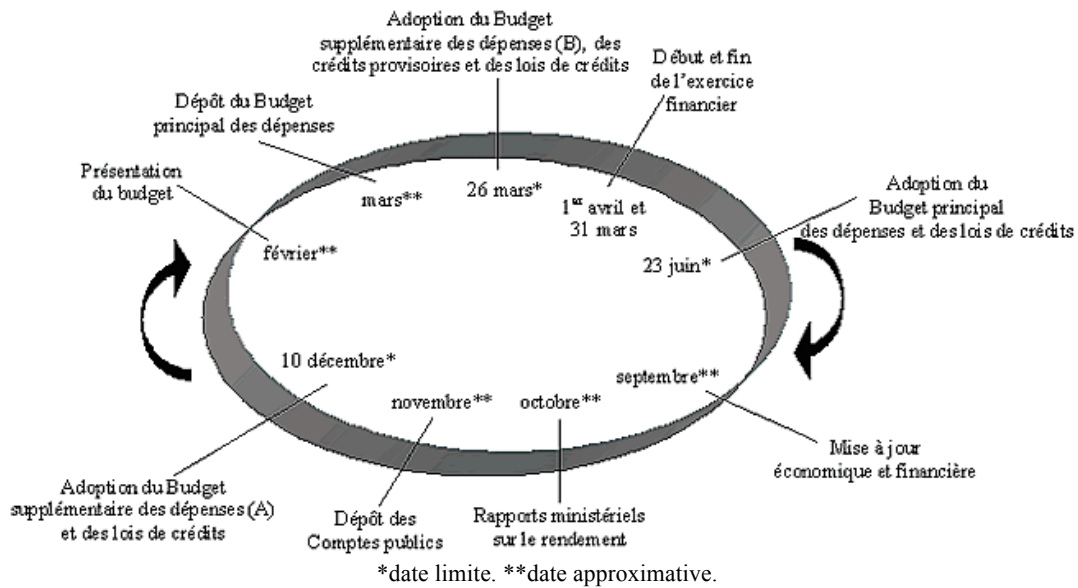 Adoption du Budget
supplémentaire des dépenses (B), des
crédits provisoires et des lois de crédits
Début et fin
de l'exercice
financier
Dépôt du Budget
principal des dépenses
Présentation
du budget
mars**
26 mars*
1er avril et
31 mars
Adoption du
Budget principal
des dépenses et des lois de crédits
février**
23 juin*
10 décembre*
novembre**
octobre**
septembre**
Mise à jour
économique et financière
Adoption du Budget
supplémentaire des dépenses (A)
et des lois de crédits
Dépôt des
Comptes publics
Rapports ministériels
sur le rendement
*date limite. **date approximative.